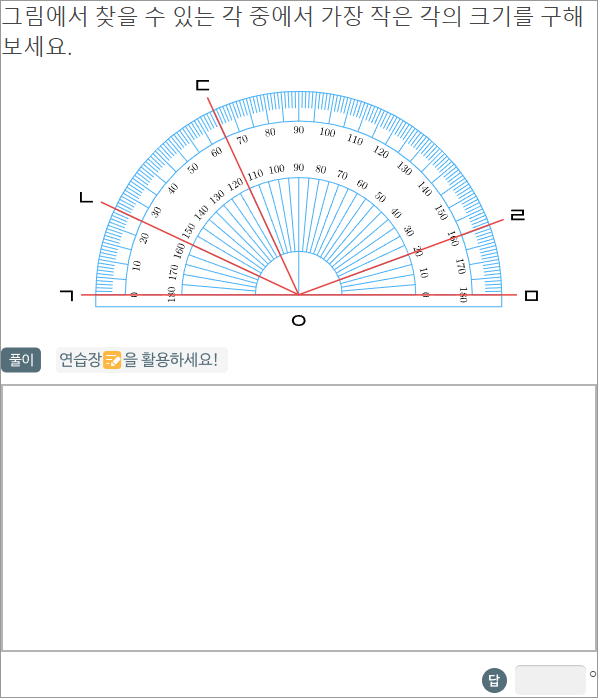 그림에서 찾을 수 있는 각 중에서 가장 작은 각의 크기를 구해
보세요.
ㄷ
ㄴ
ㄹ
ㄱ
ㅁ
ㅇ
0 10 20 30 40 50 60 70 80 90 100 110 120 130 140 150 160 170 180
180 170 160 150 140 130 120 110 100 90 80 70 60 50 40 30 20 10 0
풀이 연습장을 활용하세요!
답 °